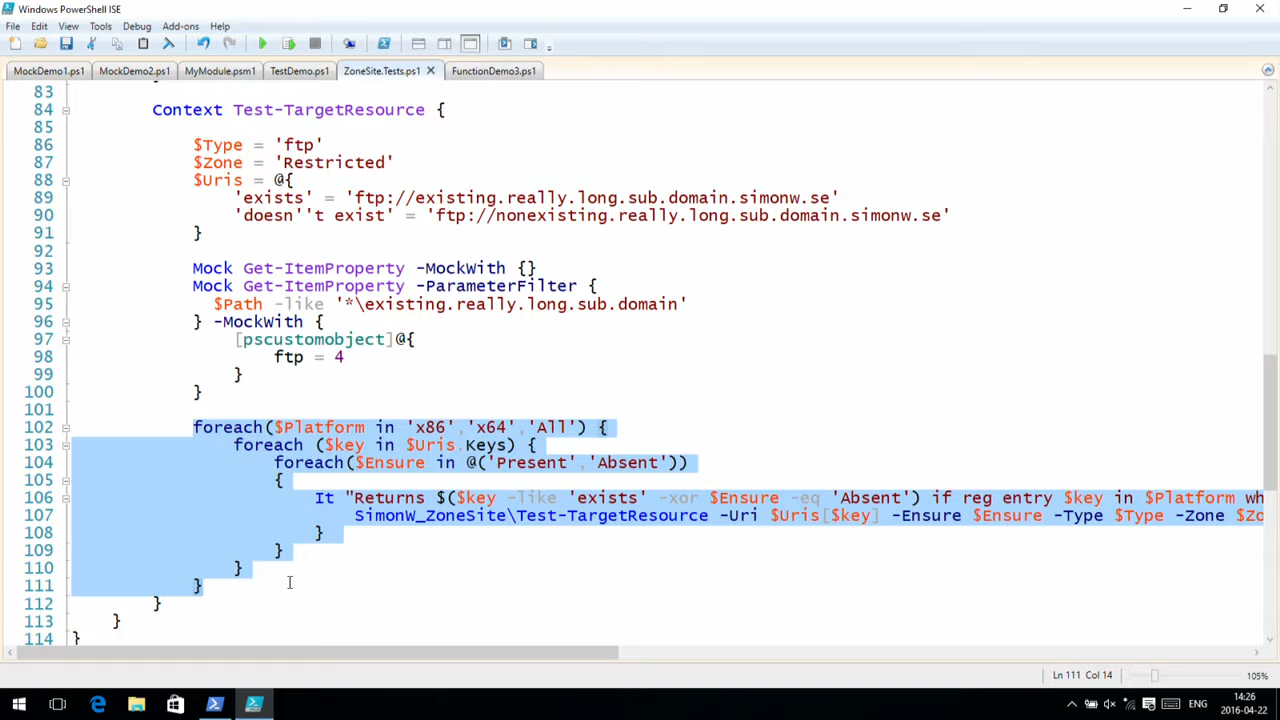 Windows PowerShell ISE
File Edit View Tools Debug Add-ons Help
MockDemo1.ps1 MockDemo2.ps1 MyModule.psm1 TestDemo.ps1 ZoneSite.Tests.ps1 FunctionDemo3.ps1
83
84 Context Test-TargetResource {
85
86 $Type = 'ftp'
87 $Zone = 'Restricted'
88 $Uris = @{
89 'exists' = 'ftp://existing.really.long.sub.domain.simonw.se'
90 'doesn''t exist' = 'ftp://nonexisting.really.long.sub.domain.simonw.se'
91 }
92
93 Mock Get-ItemProperty -MockWith {}
94 Mock Get-ItemProperty -ParameterFilter {
95 $Path -like '*\existing.really.long.sub.domain'
96 } -MockWith {
97 [pscustomobject]@{
98 ftp = 4
99 }
100 }
101
102 foreach($Platform in 'x86','x64','All') {
103 foreach ($key in $Uris.Keys) {
104 foreach($Ensure in @('Present','Absent'))
105 {
106 It "Returns $($key -like 'exists' -xor $Ensure -eq 'Absent') if reg entry $key in $Platform wh
107 SimonW_ZoneSite\Test-TargetResource -Uri $Uris[$key] -Ensure $Ensure -Type $Type -Zone $Zo
108 }
109 }
110 }
111 }
112 }
113 }
114 }
Ln 111 Col 14 105%
ENG 14:26
2016-04-22